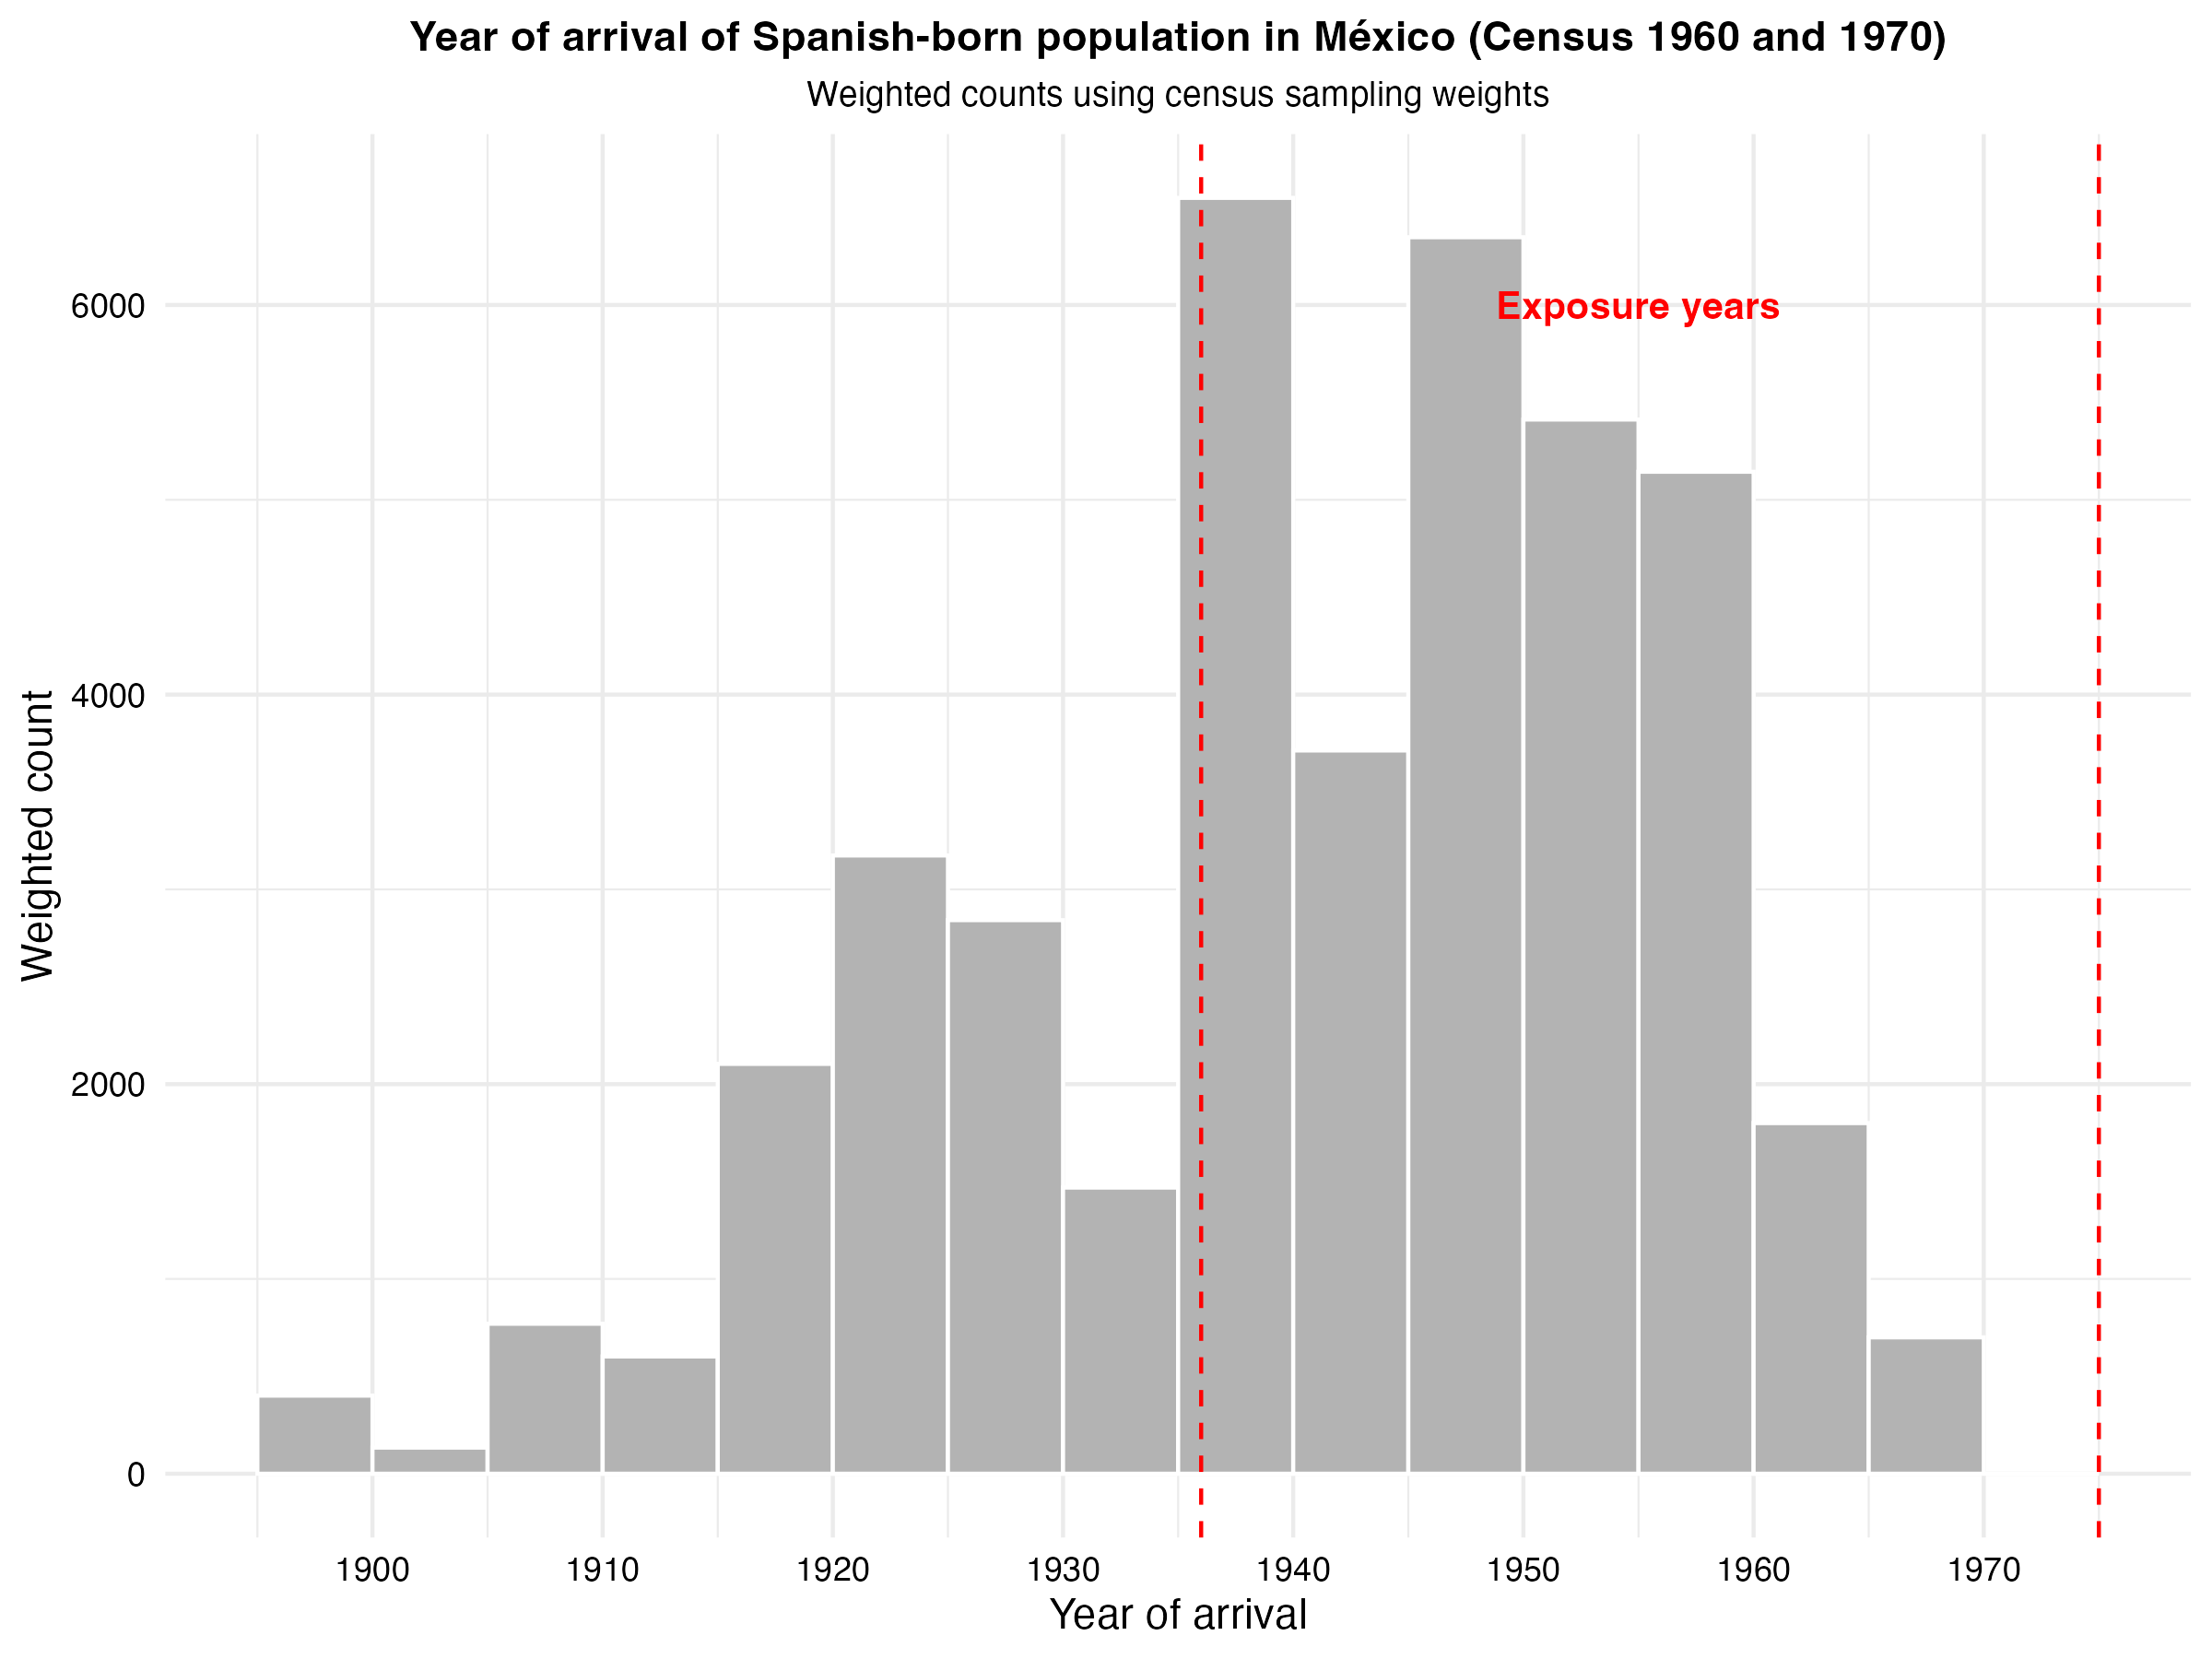 Year of arrival of Spanish-born population in México (Census 1960 and 1970)
Weighted counts using census sampling weights
Weighted count
6000
4000
2000
0
Exposure years
1900 1910 1920 1930 1940 1950 1960 1970
Year of arrival